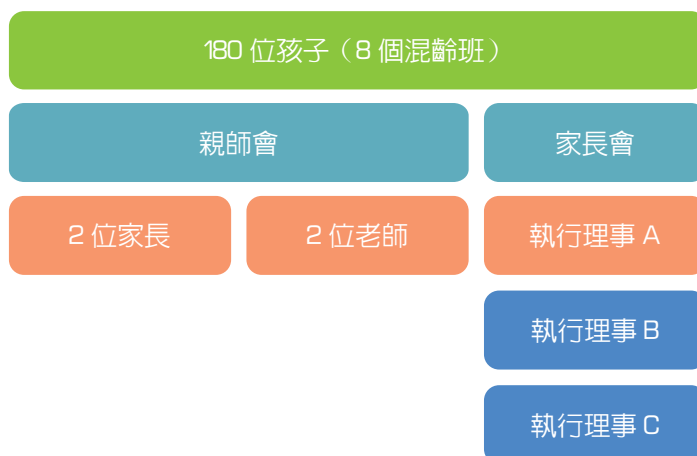 180 位孩子（8 個混齡班）
親師會
家長會
2 位家長
2 位老師
執行理事 A
執行理事 B
執行理事 C